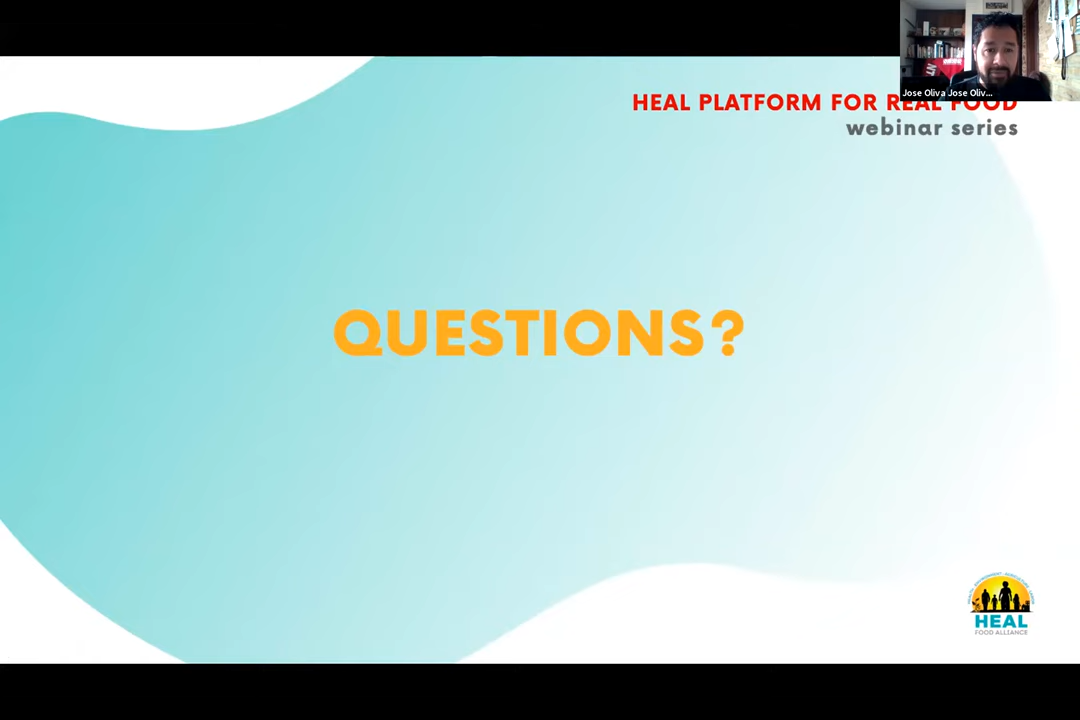 Jose Oliva Jose Oliv...
HEAL PLATFORM FOR REAL FOOD
webinar series
QUESTIONS?
HEAL
FOOD ALLIANCE